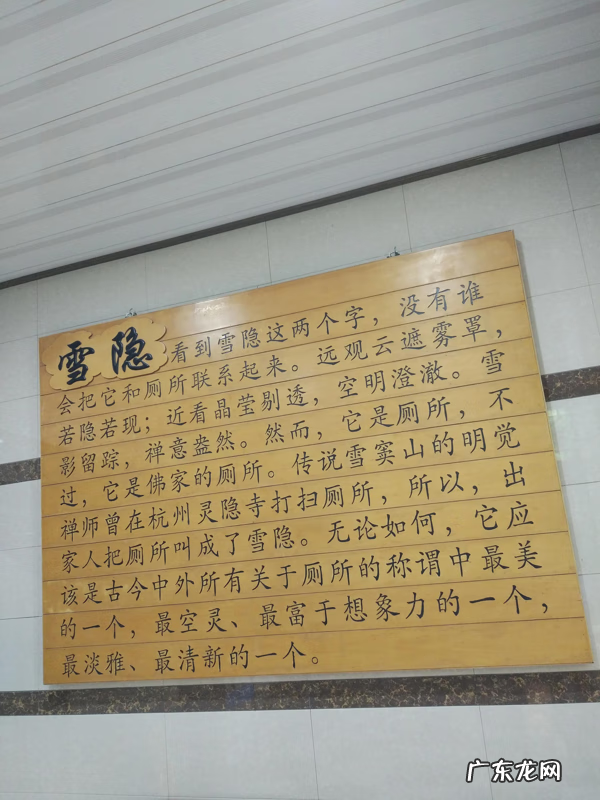 雪隐 看到雪隐这两个字，没有谁
会把它和厕所联系起来。远观云遮雾罩，
若隐若现；近看晶莹剔透，空明澄澈。雪
影留踪，禅意盎然。然而，它是厕所，不
过，它是佛家的厕所。传说雪窦山的明觉
禅师曾在杭州灵隐寺打扫厕所，所以，出
家人把厕所叫成了雪隐。无论如何，它应
该是古今中外所有关于厕所的称谓中最美
的一个，最空灵、最富于想象力的一个，
最淡雅、最清新的一个。
广东龙网